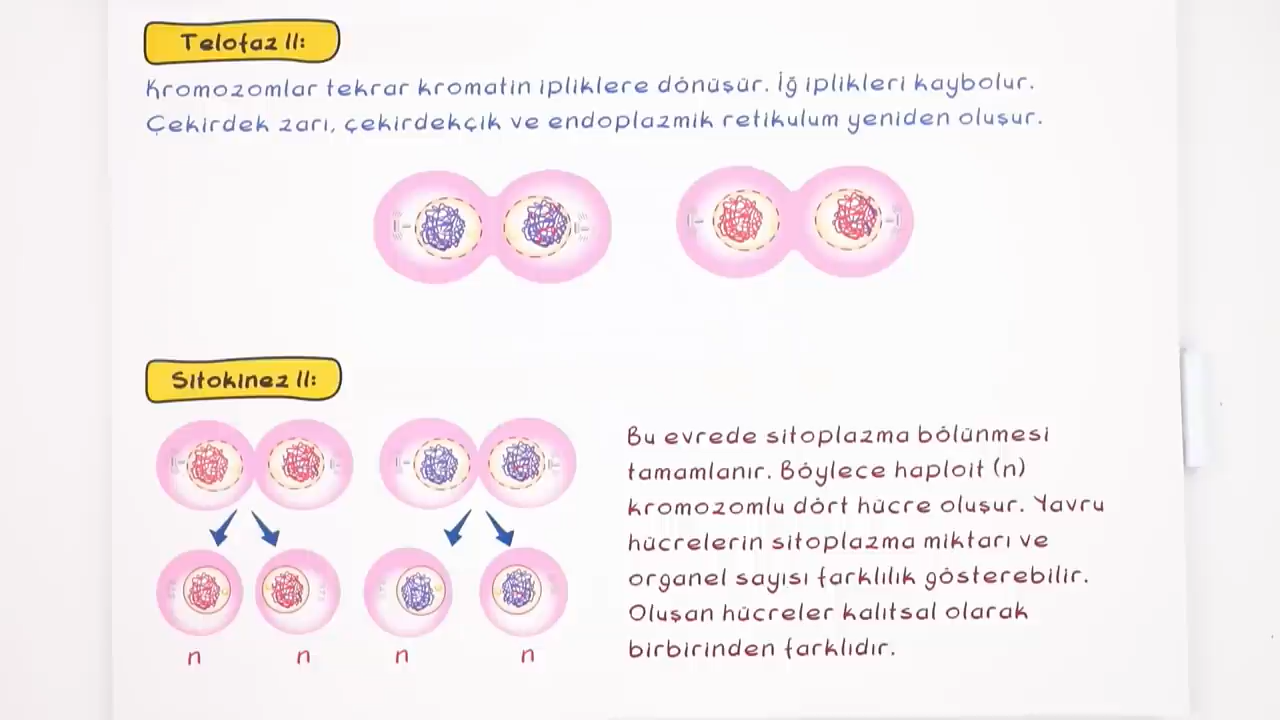 Telofaz II:
Kromozomlar tekrar kromatin ipliklere dönüşür. İğ iplikleri kaybolur.
Çekirdek zarı, çekirdekçik ve endoplazmik retikulum yeniden oluşur.
Sitokinez II:
Bu evrede sitoplazma bölünmesi
tamamlanır. Böylece haploit (n)
kromozomlu dört hücre oluşur. Yavru
hücrelerin sitoplazma miktarı ve
organel sayısı farklılık gösterebilir.
Oluşan hücreler kalıtsal olarak
birbirinden farklıdır.
n n n n